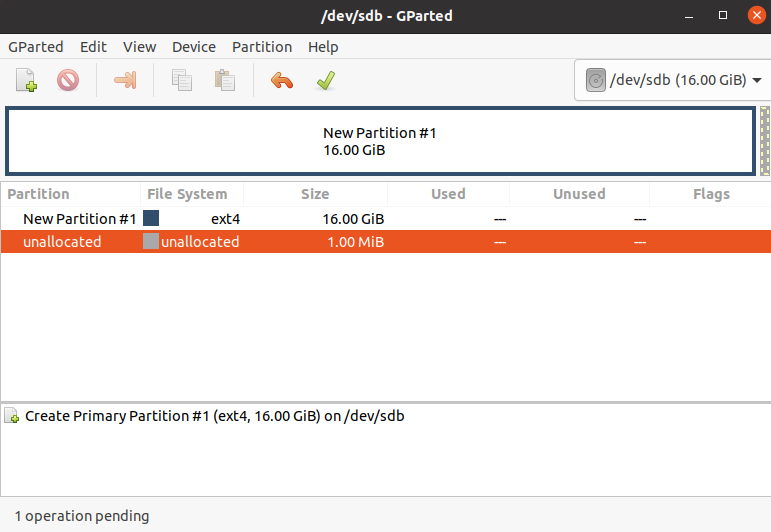 /dev/sdb - GParted
GParted Edit View Device Partition Help
/dev/sdb (16.00 GiB)
New Partition #1
16.00 GiB
Partition File System Size Used Unused Flags
New Partition #1 ext4 16.00 GiB --- ---
unallocated unallocated 1.00 MiB --- ---
Create Primary Partition #1 (ext4, 16.00 GiB) on /dev/sdb
1 operation pending